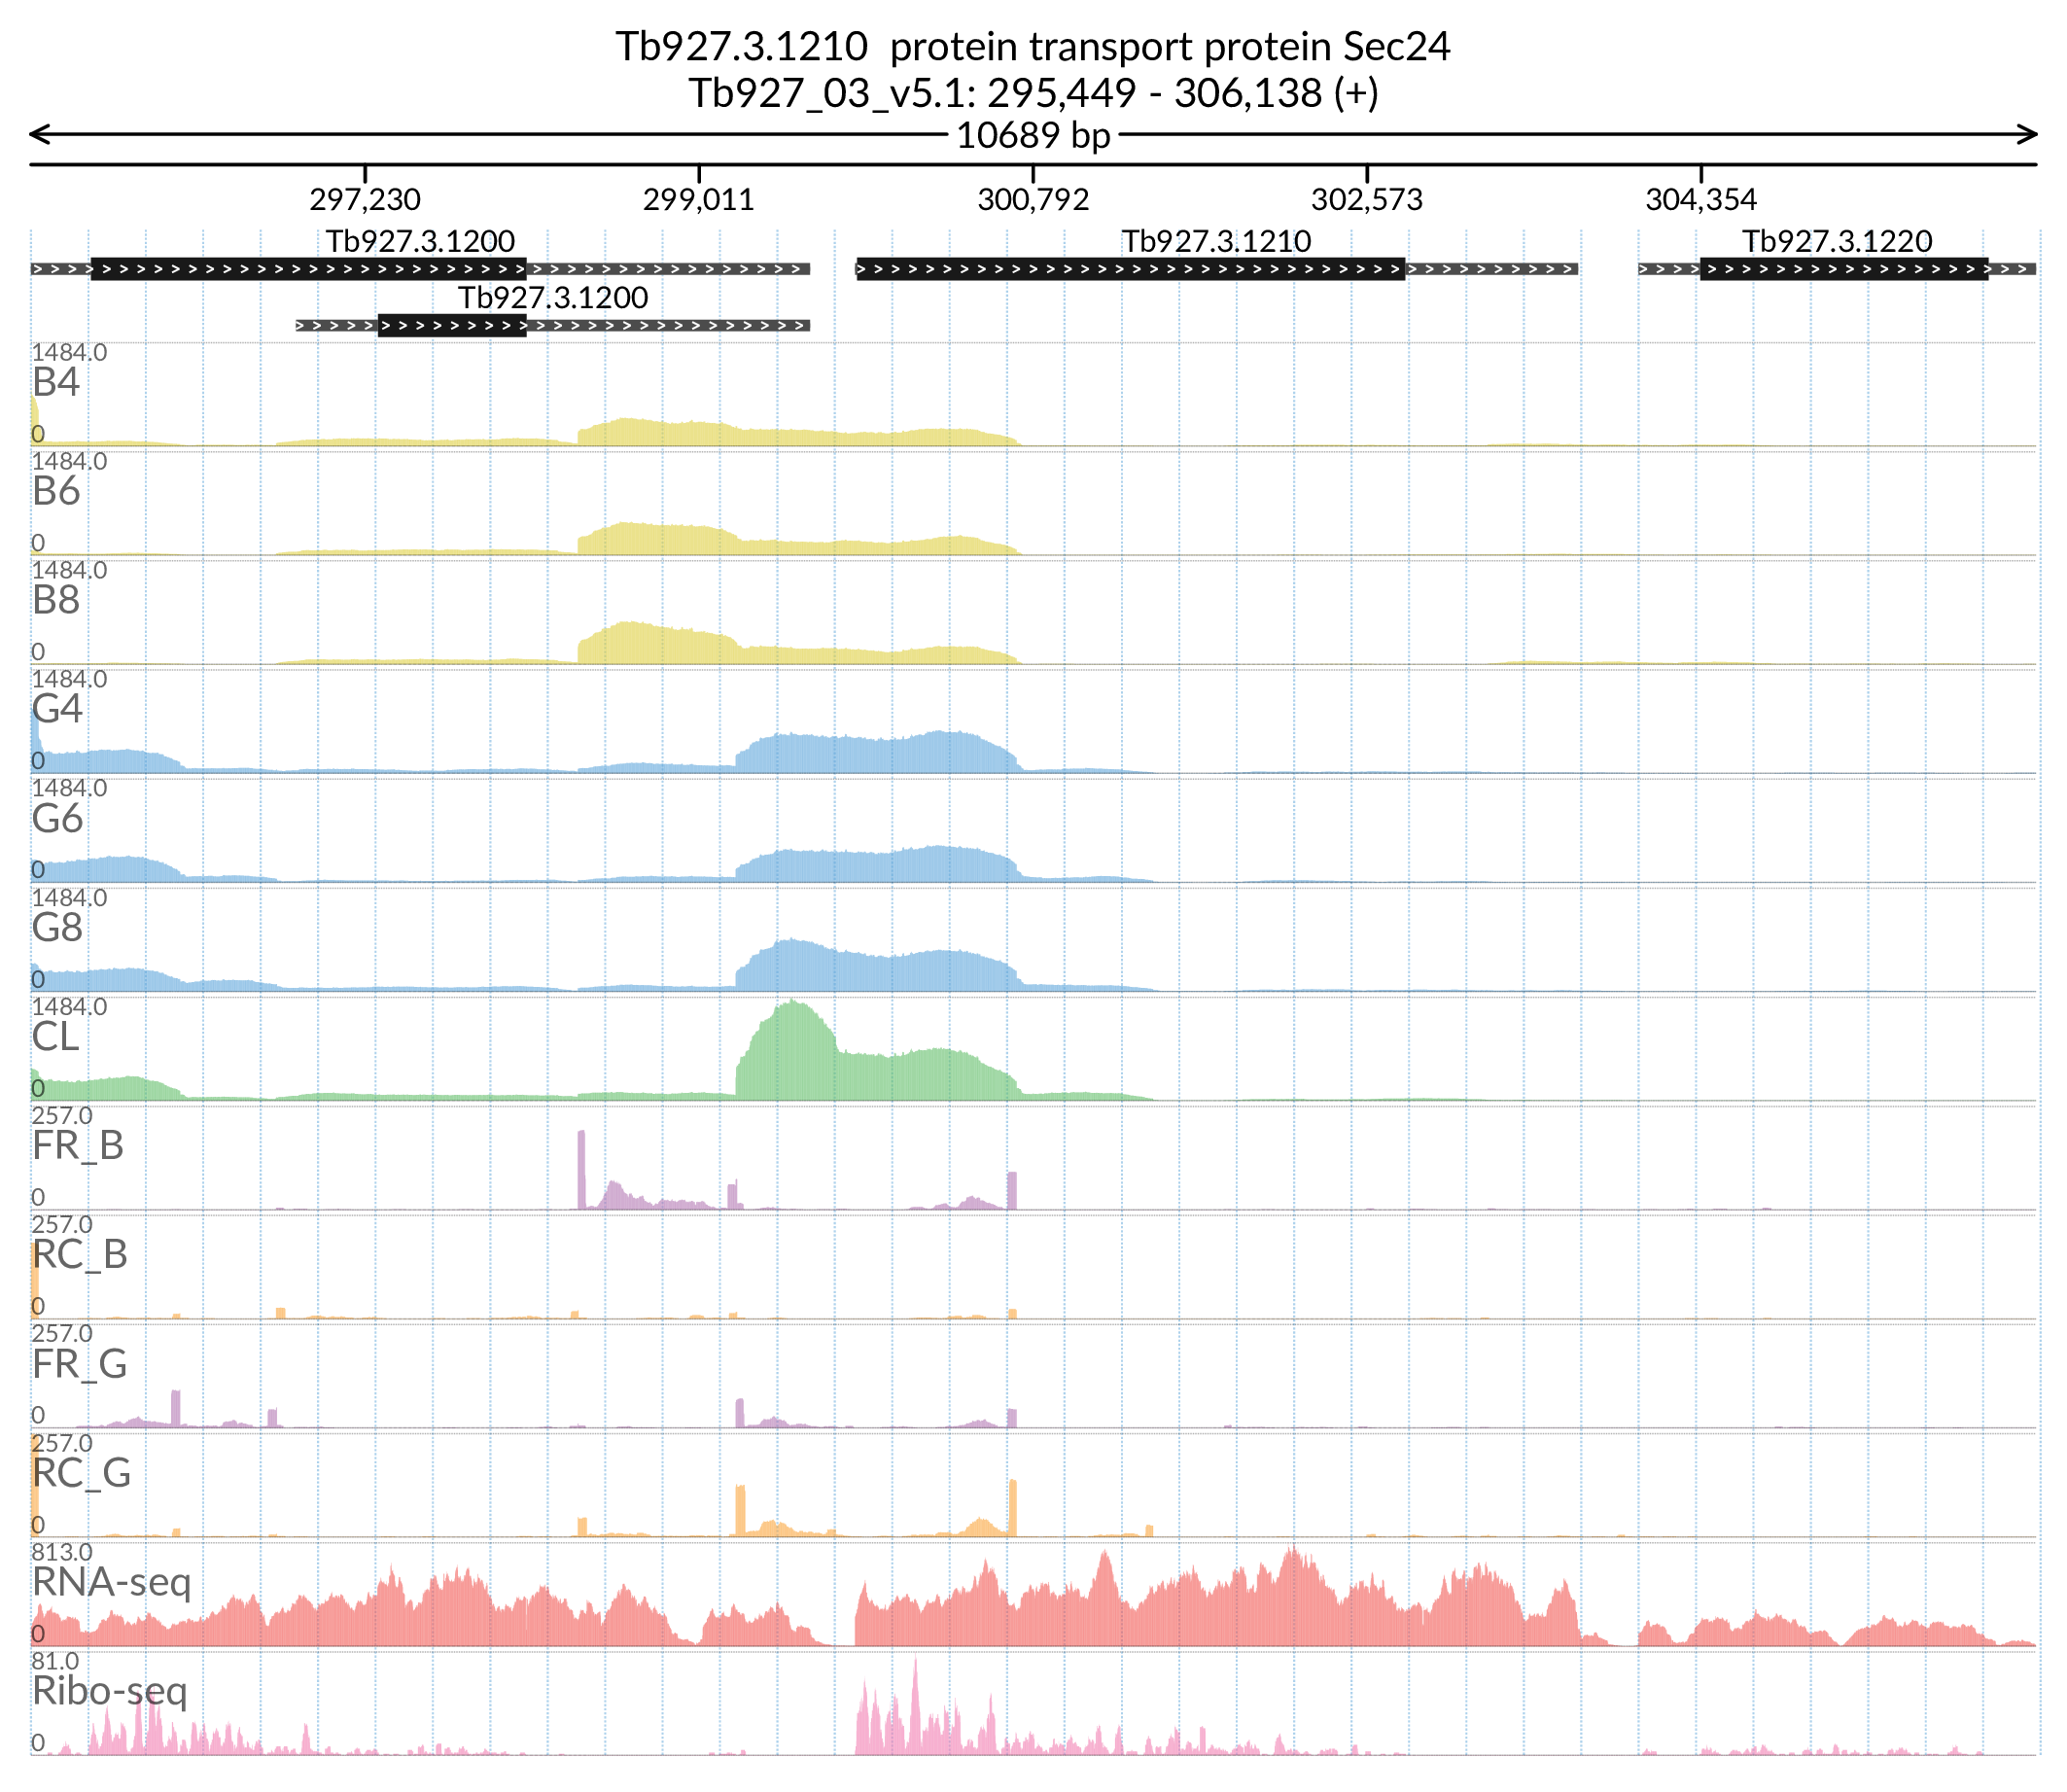 Tb927.3.1210  protein transport protein Sec24
Tb927_03_v5.1: 295,449 - 306,138 (+)
10689 bp
297,230 299,011 300,792 302,573 304,354
Tb927.3.1200 Tb927.3.1210 Tb927.3.1220
Tb927.3.1200
1484.0
B4
0
1484.0
B6
0
1484.0
B8
0
1484.0
G4
0
1484.0
G6
0
1484.0
G8
0
1484.0
CL
0
257.0
FR_B
0
257.0
RC_B
0
257.0
FR_G
0
257.0
RC_G
0
813.0
RNA-seq
0
81.0
Ribo-seq
0